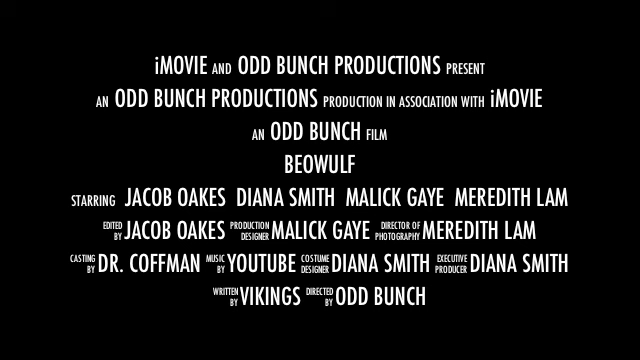 iMOVIE AND ODD BUNCH PRODUCTIONS PRESENT
AN ODD BUNCH PRODUCTIONS PRODUCTION IN ASSOCIATION WITH iMOVIE
AN ODD BUNCH FILM
BEOWULF
STARRING JACOB OAKES DIANA SMITH MALICK GAYE MEREDITH LAM
EDITED BY JACOB OAKES PRODUCTION DESIGNER MALICK GAYE DIRECTOR OF PHOTOGRAPHY MEREDITH LAM
CASTING BY DR. COFFMAN MUSIC BY YOUTUBE COSTUME DESIGNER DIANA SMITH EXECUTIVE PRODUCER DIANA SMITH
WRITTEN BY VIKINGS DIRECTED BY ODD BUNCH